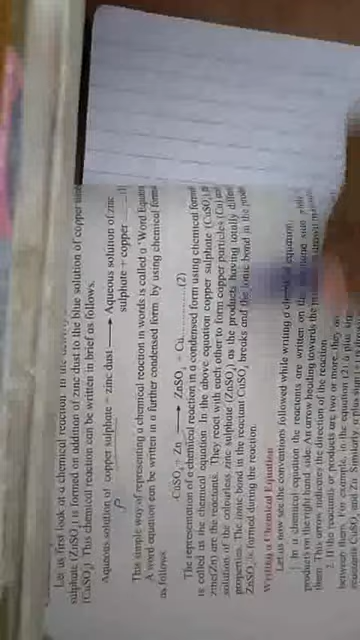 Let us first look at a chemical reaction. In the
sulphate (ZnSO4) is formed on addition of zinc dust to the blue solution of copper
(CuSO4). This chemical reaction can be written in brief as follows.
Aqueous solution of copper sulphate + zinc dust → Aqueous solution of zinc
sulphate + copper ..... (1)
This simple way of representing a chemical reaction in words is called a 'Word
A word equation can be written in a further condensed form by using chemical
as follows.
CuSO4 + Zn → ZnSO4 + Cu.............(2)
The representation of a chemical reaction in a condensed form using chemical
is called as the chemical equation. In the above equation copper sulphate (CuSO4)
zinc(Zn) are the reactants. They react with each other to form copper particles (Cu)
solution of the colourless zinc sulphate (ZnSO4) as the products having totally
properties. The ionic bond in the reactant CuSO4 breaks and the ionic bond in the
ZnSO4 is formed during the reaction.
Writing a Chemical Equation
Let us now see the conventions followed while writing a chemical equation.
1. In a chemical equation the reactants are written on the
products on the right hand side. An arrow heading towards the
them. This arrow indicates the direction of the reaction.
2. If the reactants or products are two or more, they are
between them. For example, in the equation (2) a plus sign
reactants CuSO4 and Zn. Similarly,